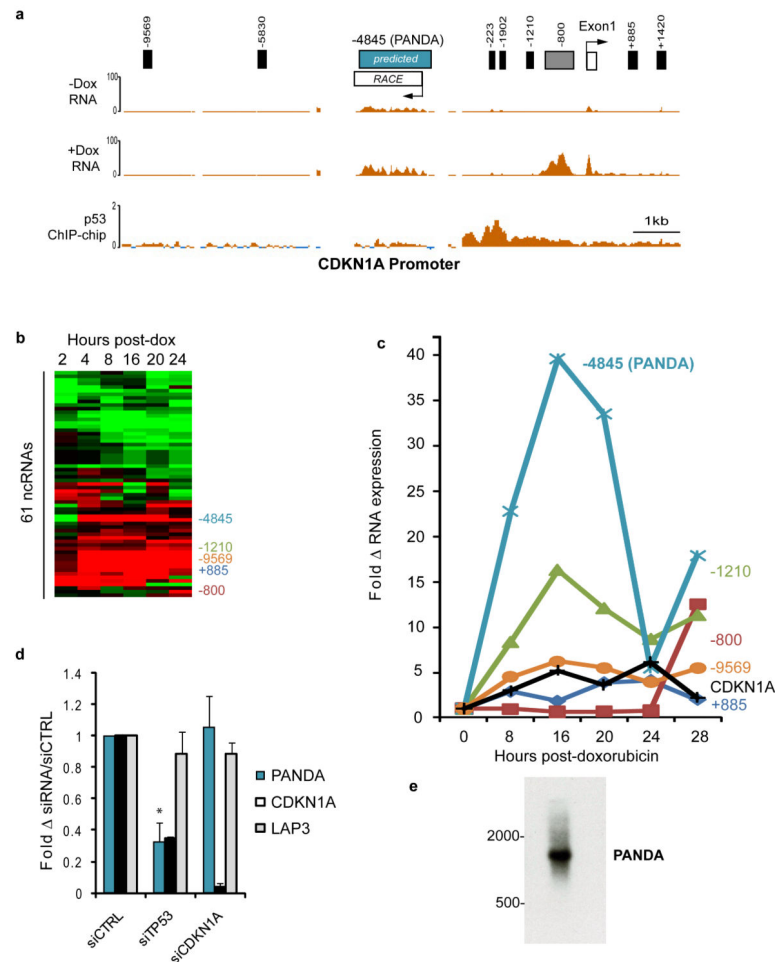 a
-9569
-5830
-4845 (PANDA)
-223
-1902
-1210
-800
Exon1
+885
+1420
predicted
RACE
-Dox
RNA
100
0
+Dox
RNA
100
0
p53
ChIP-chip
2
0
1kb
CDKN1A Promoter
b
Hours post-dox
2 4 8 16 20 24
61 ncRNAs
-4845
-1210
-9569
+885
-800
c
Fold Δ RNA expression
40
35
30
25
20
15
10
5
0
-4845 (PANDA)
-1210
-800
-9569
CDKN1A
+885
0 8 16 20 24 28
Hours post-doxorubicin
d
Fold Δ siRNA/siCTRL
1.4
1.2
1
0.8
0.6
0.4
0.2
0
*
PANDA
CDKN1A
LAP3
siCTRL
siTP53
siCDKN1A
e
2000-
500-
PANDA